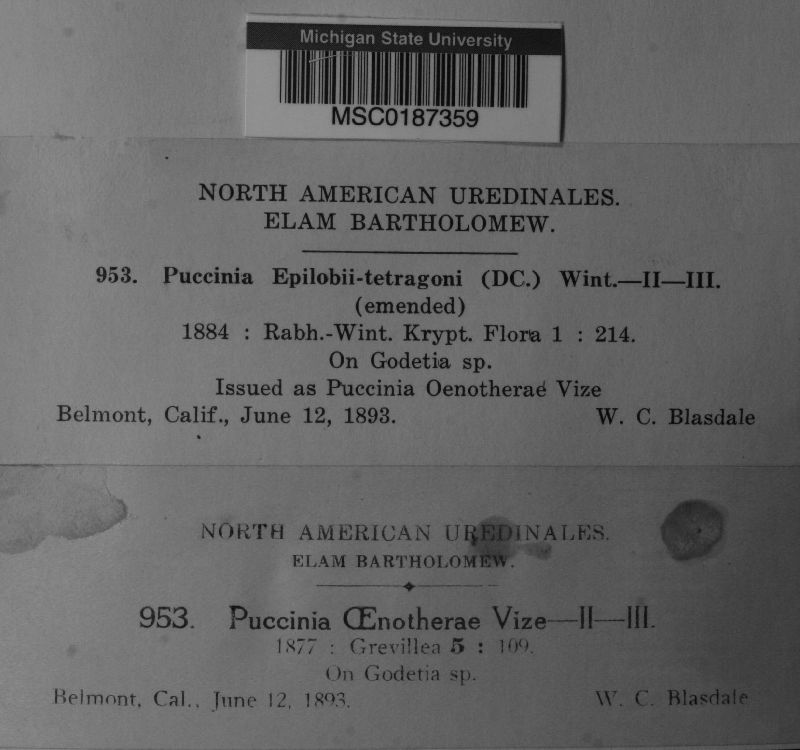 Michigan State University
MSC0187359
NORTH AMERICAN UREDINALES.
ELAM BARTHOLOMEW.
953. Puccinia Epilobii-tetragoni (DC.) Wint.—II—III.
(emended)
1884 : Rabh.-Wint. Krypt. Flora 1 : 214.
On Godetia sp.
Issued as Puccinia Oenotherae Vize
Belmont, Calif., June 12, 1893. W. C. Blasdale
NORTH AMERICAN UREDINALES.
ELAM BARTHOLOMEW.
953. Puccinia Œnotherae Vize—II—III.
1877 : Grevillea 5 : 109.
On Godetia sp.
Belmont, Cal., June 12, 1893. W. C. Blasdale